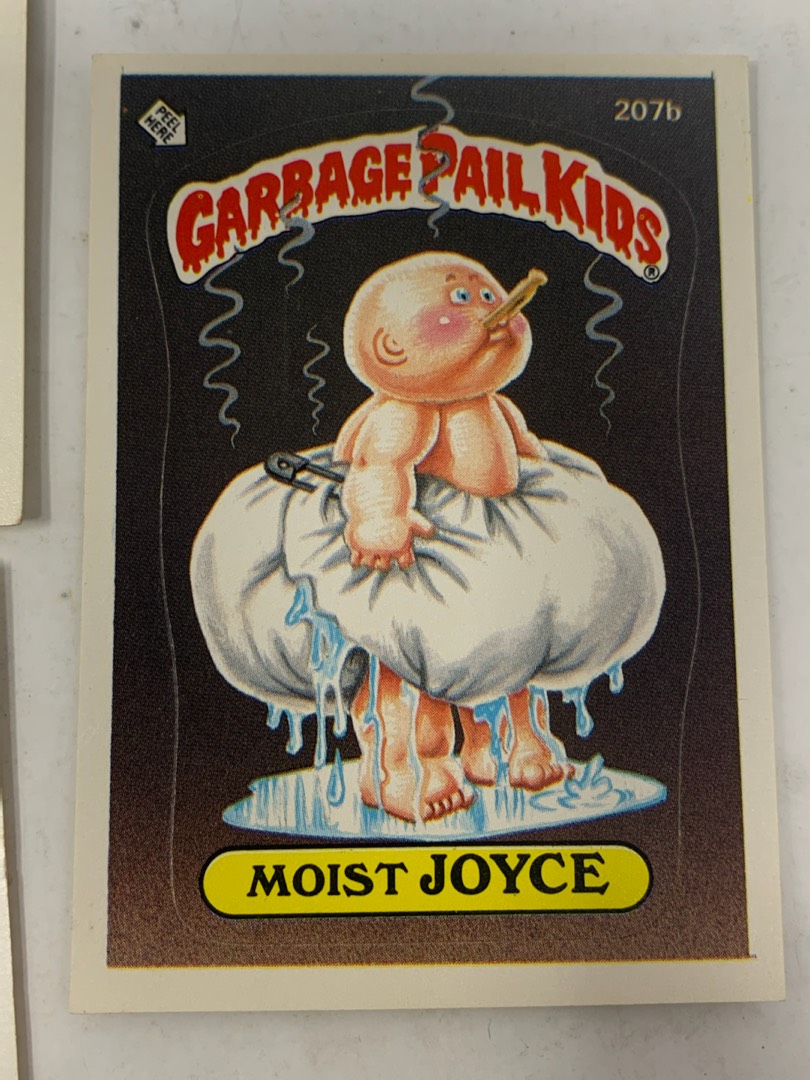 PEEL
HERE
207b
GARBAGE PAIL KIDS
®
MOIST JOYCE